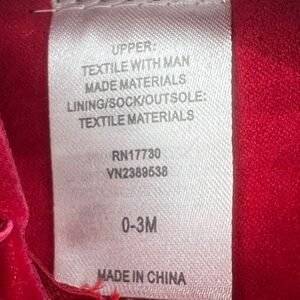 UPPER:
TEXTILE WITH MAN
MADE MATERIALS
LINING/SOCK/OUTSOLE:
TEXTILE MATERIALS
RN17730
VN2389538
0-3M
MADE IN CHINA